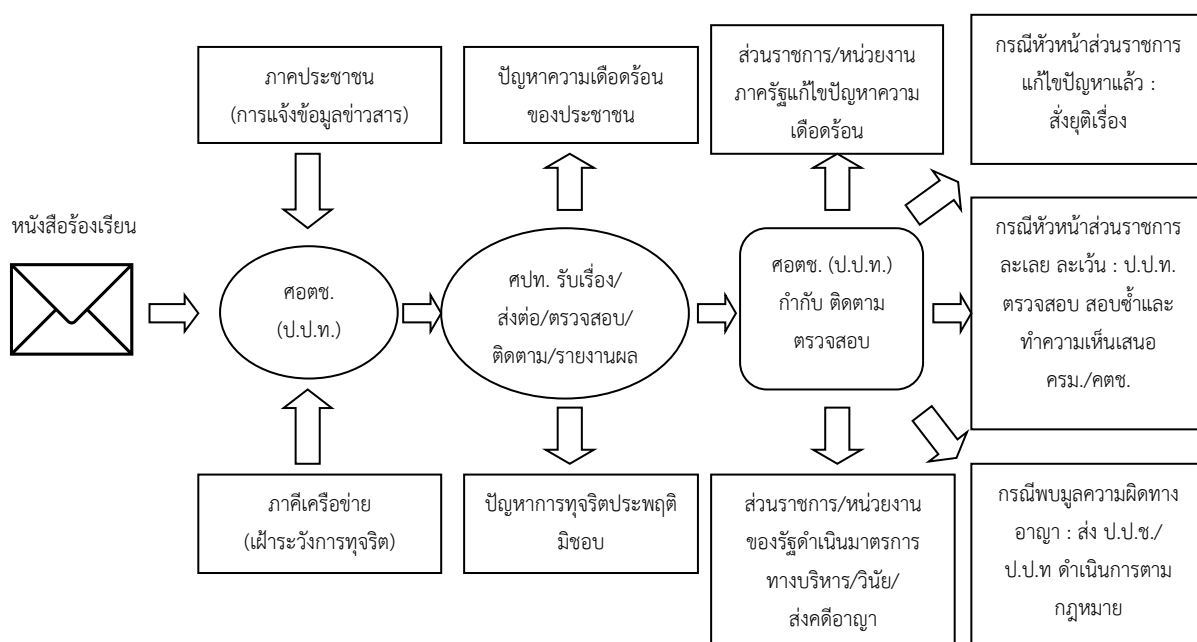 ภาคประชาชน
(การแจ้งข้อมูลข่าวสาร)
ปัญหาความเดือดร้อน
ของประชาชน
ส่วนราชการ/หน่วยงาน
ภาครัฐแก้ไขปัญหาความ
เดือดร้อน
กรณีหัวหน้าส่วนราชการ
แก้ไขปัญหาแล้ว :
สั่งยุติเรื่อง
หนังสือร้องเรียน
ศอตช.
(ป.ป.ท.)
ศปท. รับเรื่อง/
ส่งต่อ/ตรวจสอบ/
ติดตาม/รายงานผล
ศอตช. (ป.ป.ท.)
กำกับ ติดตาม
ตรวจสอบ
กรณีหัวหน้าส่วนราชการ
ละเลย ละเว้น : ป.ป.ท.
ตรวจสอบ สอบซ้ำและ
ทำความเห็นเสนอ
ครม./คตช.
ภาคีเครือข่าย
(เฝ้าระวังการทุจริต)
ปัญหาการทุจริตประพฤติ
มิชอบ
ส่วนราชการ/หน่วยงาน
ของรัฐดำเนินมาตรการ
ทางบริหาร/วินัย/
ส่งคดีอาญา
กรณีพบมูลความผิดทาง
อาญา : ส่ง ป.ป.ช./
ป.ป.ท ดำเนินการตาม
กฎหมาย